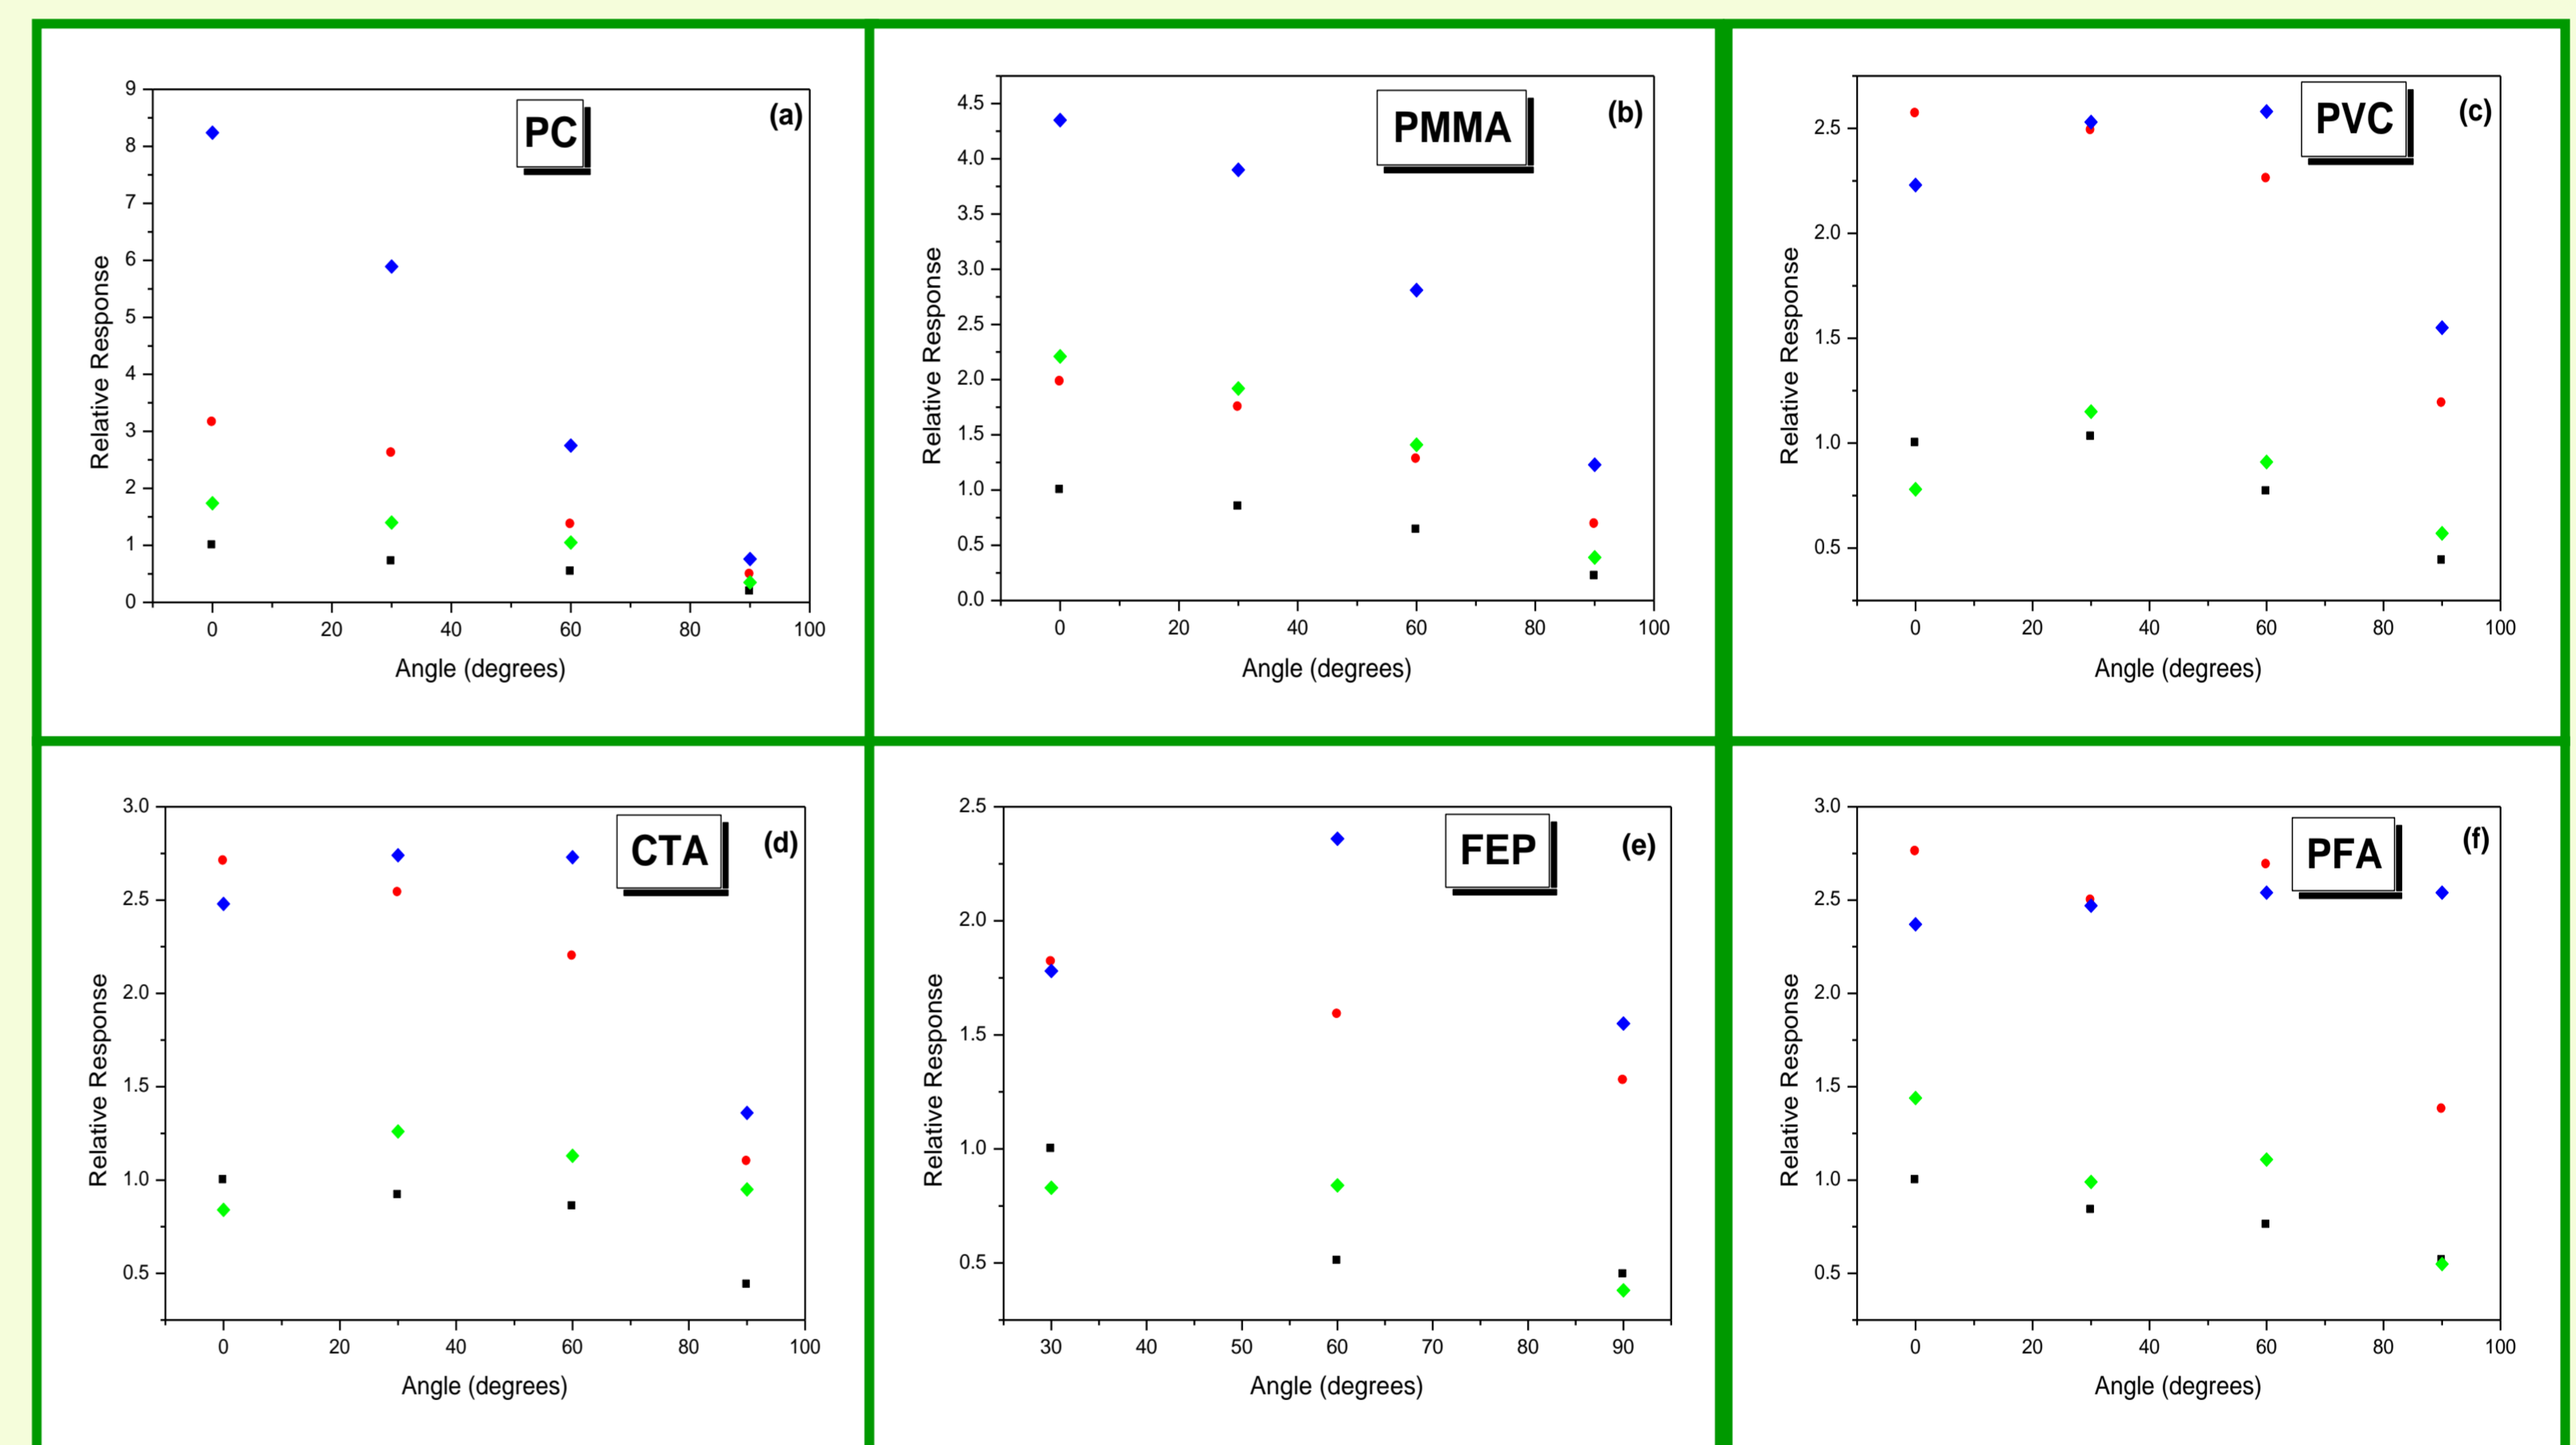 PC
(a)
9
8
7
6
5
4
3
2
1
0
Relative Response
0 20 40 60 80 100
Angle (degrees)
PMMA
(b)
4.5
4.0
3.5
3.0
2.5
2.0
1.5
1.0
0.5
0.0
Relative Response
0 20 40 60 80 100
Angle (degrees)
PVC
(c)
2.5
2.0
1.5
1.0
0.5
Relative Response
0 20 40 60 80 100
Angle (degrees)
CTA
(d)
3.0
2.5
2.0
1.5
1.0
0.5
Relative Response
0 20 40 60 80 100
Angle (degrees)
FEP
(e)
2.5
2.0
1.5
1.0
0.5
Relative Response
30 40 50 60 70 80 90
Angle (degrees)
PFA
(f)
3.0
2.5
2.0
1.5
1.0
0.5
Relative Response
0 20 40 60 80 100
Angle (degrees)